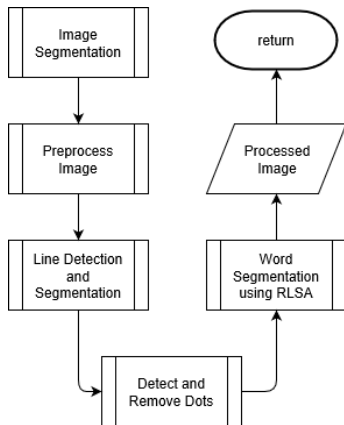 Image
Segmentation
Preprocess
Image
Line Detection
and
Segmentation
Detect and
Remove Dots
Word
Segmentation
using RLSA
Processed
Image
return